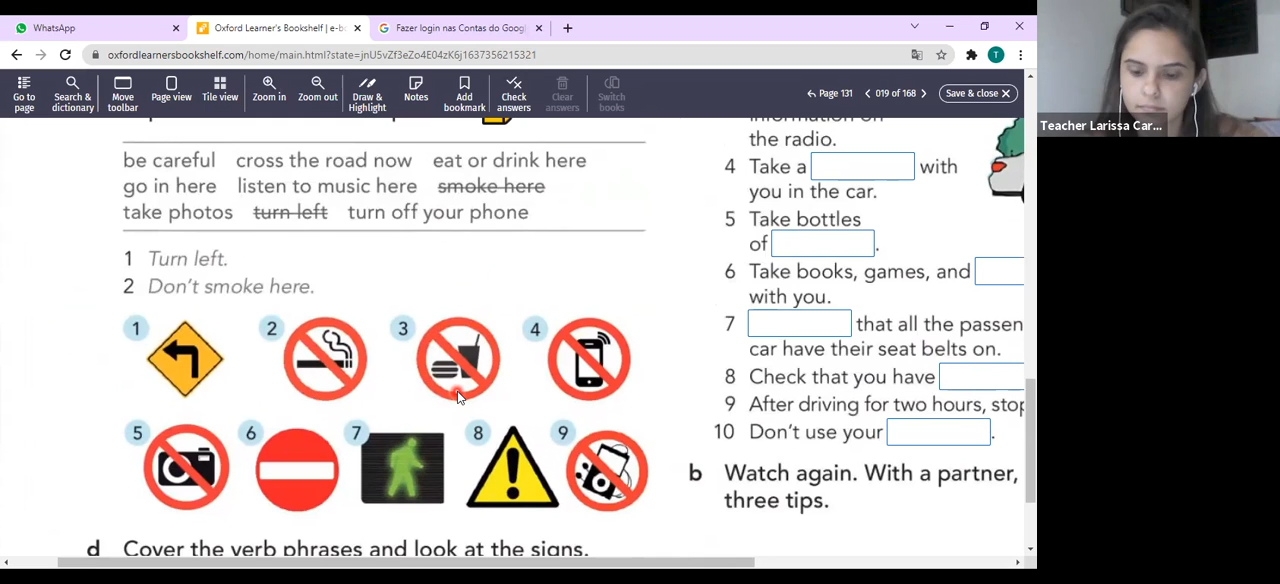 WhatsApp
Oxford Learner's Bookshelf | e-b
Fazer login nas Contas do Goog
oxfordlearnersbookshelf.com/home/main.html?state=jnU5vZf3eZo4E04zK6j1637356215321
T
Go to page
Search & dictionary
Move toolbar
Page view
Tile view
Zoom in
Zoom out
Draw & Highlight
Notes
Add bookmark
Check answers
Clear answers
Switch books
Page 131
019 of 168
Save & close X
Teacher Larissa Car...
be careful cross the road now eat or drink here
go in here listen to music here smoke here
take photos turn left turn off your phone
1 Turn left.
2 Don't smoke here.
1 2 3 4
5 6 7 8 9
d Cover the verb phrases and look at the signs.
information on
the radio.
4 Take a with
you in the car.
5 Take bottles
of .
6 Take books, games, and
with you.
7 that all the passen
car have their seat belts on.
8 Check that you have
9 After driving for two hours, stop
10 Don't use your .
b Watch again. With a partner,
three tips.